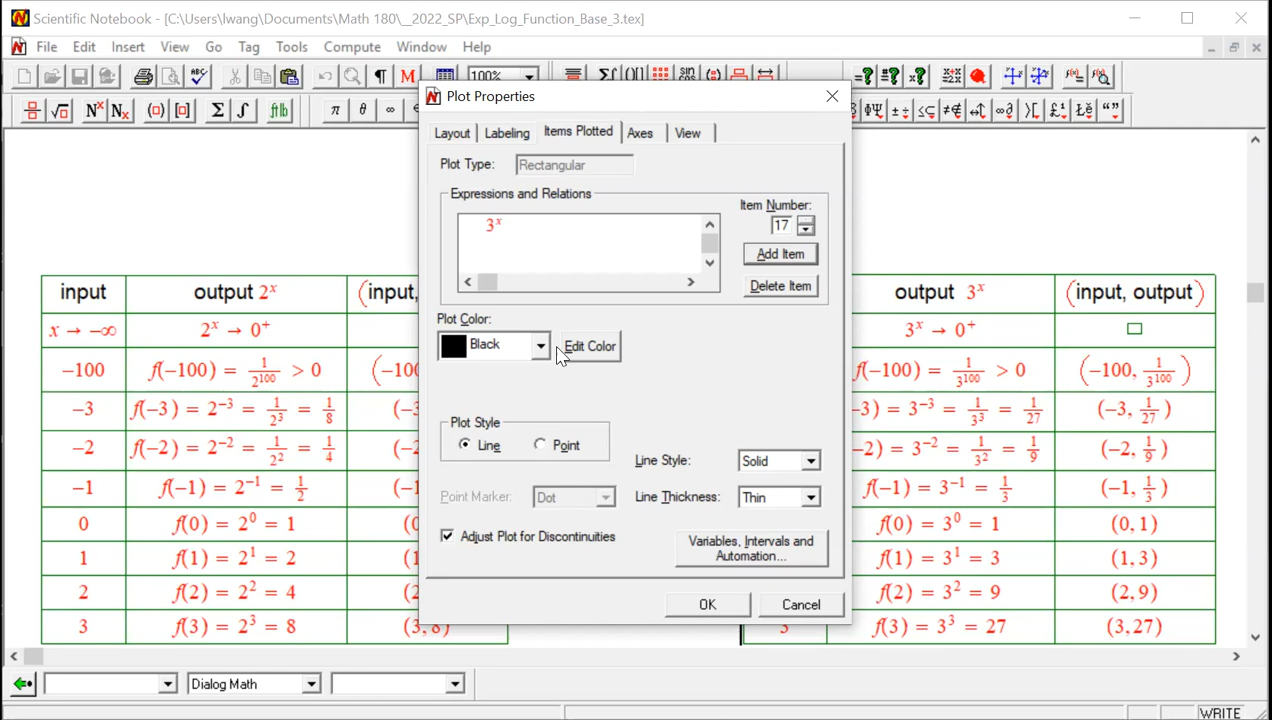 Scientific Notebook - [C:\Users\lwang\Documents\Math 180\__2022_SP\Exp_Log_Function_Base_3.tex]
File Edit Insert View Go Tag Tools Compute Window Help
100%
Plot Properties
Layout Labeling Items Plotted Axes View
Plot Type: Rectangular
Expressions and Relations
Item Number:
3^x
17
Add Item
Delete Item
Plot Color:
Black Edit Color
Plot Style
Line Point
Line Style: Solid
Point Marker: Dot Line Thickness: Thin
Adjust Plot for Discontinuities
Variables, Intervals and
Automation...
OK Cancel
input output 2^x (input,
x → −∞ 2^x → 0^+
−100 f(−100) = 1/2^100 > 0 (−100
−3 f(−3) = 2^−3 = 1/2^3 = 1/8 (−3
−2 f(−2) = 2^−2 = 1/2^2 = 1/4 (−2
−1 f(−1) = 2^−1 = 1/2 (−1
0 f(0) = 2^0 = 1 (0
1 f(1) = 2^1 = 2 (1
2 f(2) = 2^2 = 4 (2
3 f(3) = 2^3 = 8 (3,8)
output 3^x (input, output)
3^x → 0^+
f(−100) = 1/3^100 > 0 (−100, 1/3^100)
−3) = 3^−3 = 1/3^3 = 1/27 (−3, 1/27)
−2) = 3^−2 = 1/3^2 = 1/9 (−2, 1/9)
f(−1) = 3^−1 = 1/3 (−1, 1/3)
f(0) = 3^0 = 1 (0,1)
f(1) = 3^1 = 3 (1,3)
f(2) = 3^2 = 9 (2,9)
3 f(3) = 3^3 = 27 (3,27)
Dialog Math
WRITE